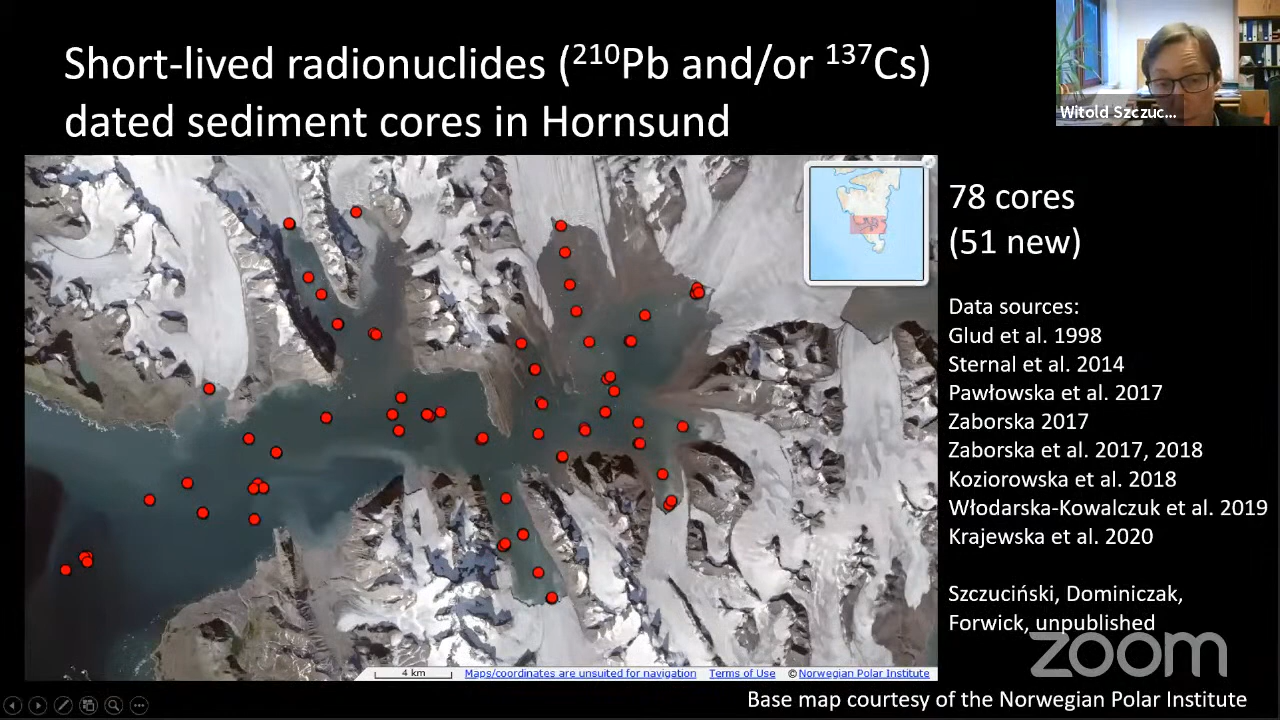 Short-lived radionuclides (²¹⁰Pb and/or ¹³⁷Cs)
dated sediment cores in Hornsund
Witold Szczuc...
78 cores
(51 new)
Data sources:
Glud et al. 1998
Sternal et al. 2014
Pawłowska et al. 2017
Zaborska 2017
Zaborska et al. 2017, 2018
Koziorowska et al. 2018
Włodarska-Kowalczuk et al. 2019
Krajewska et al. 2020
Szczuciński, Dominiczak,
Forwick, unpublished
zoom
4 km
Maps/coordinates are unsuited for navigation
Terms of Use
© Norwegian Polar Institute
Base map courtesy of the Norwegian Polar Institute